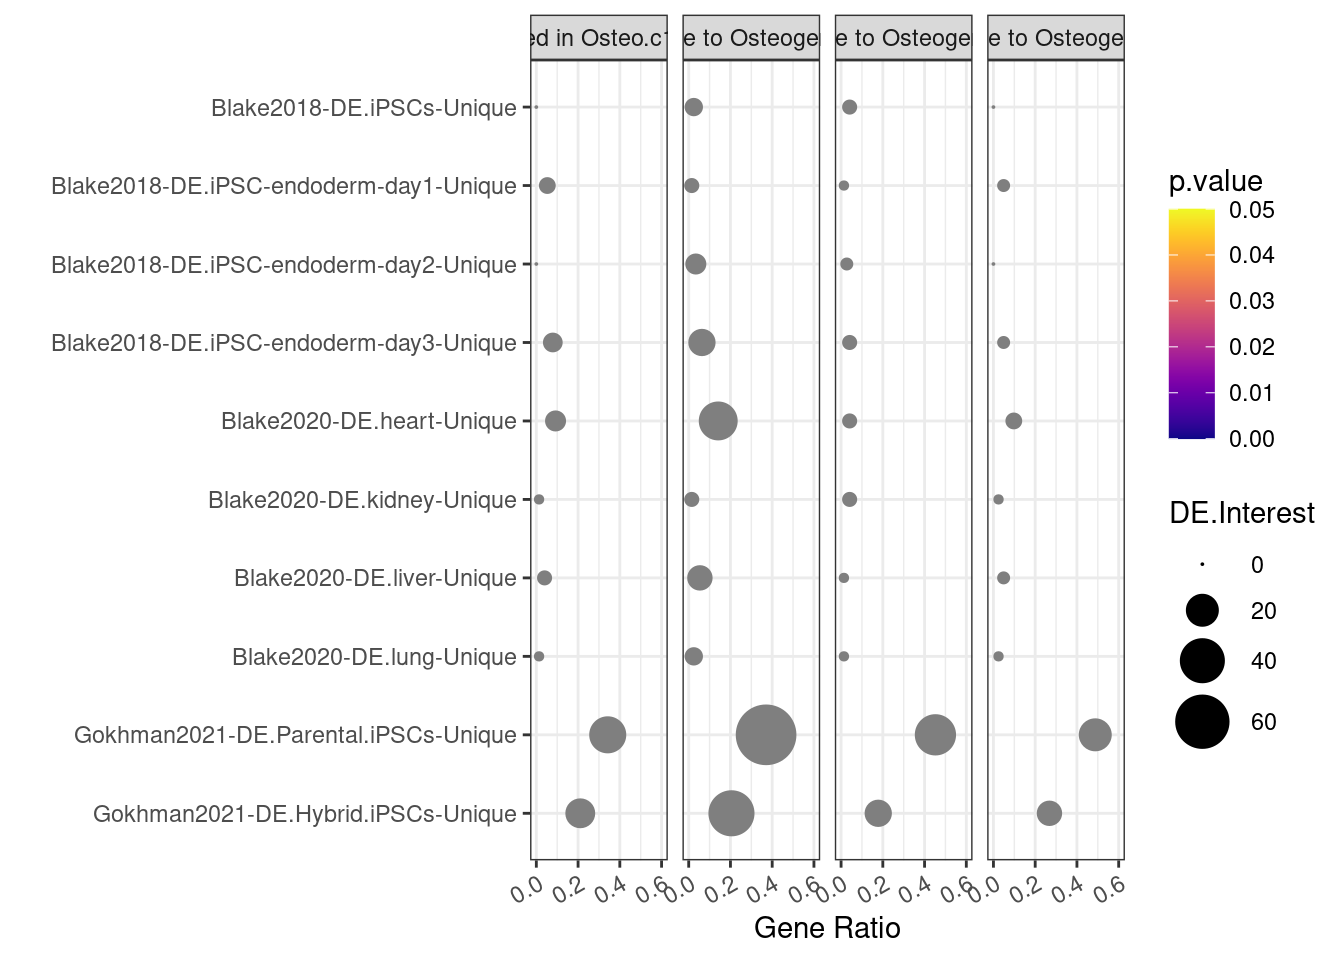 ed in Osteo.c1
e to Osteoge
e to Osteoge
e to Osteoge
Blake2018-DE.iPSCs-Unique
Blake2018-DE.iPSC-endoderm-day1-Unique
Blake2018-DE.iPSC-endoderm-day2-Unique
Blake2018-DE.iPSC-endoderm-day3-Unique
Blake2020-DE.heart-Unique
Blake2020-DE.kidney-Unique
Blake2020-DE.liver-Unique
Blake2020-DE.lung-Unique
Gokhman2021-DE.Parental.iPSCs-Unique
Gokhman2021-DE.Hybrid.iPSCs-Unique
0.0 0.2 0.4 0.6 0.0 0.2 0.4 0.6 0.0 0.2 0.4 0.6 0.0 0.2 0.4 0.6
Gene Ratio
p.value
0.05
0.04
0.03
0.02
0.01
0.00
DE.Interest
0
20
40
60